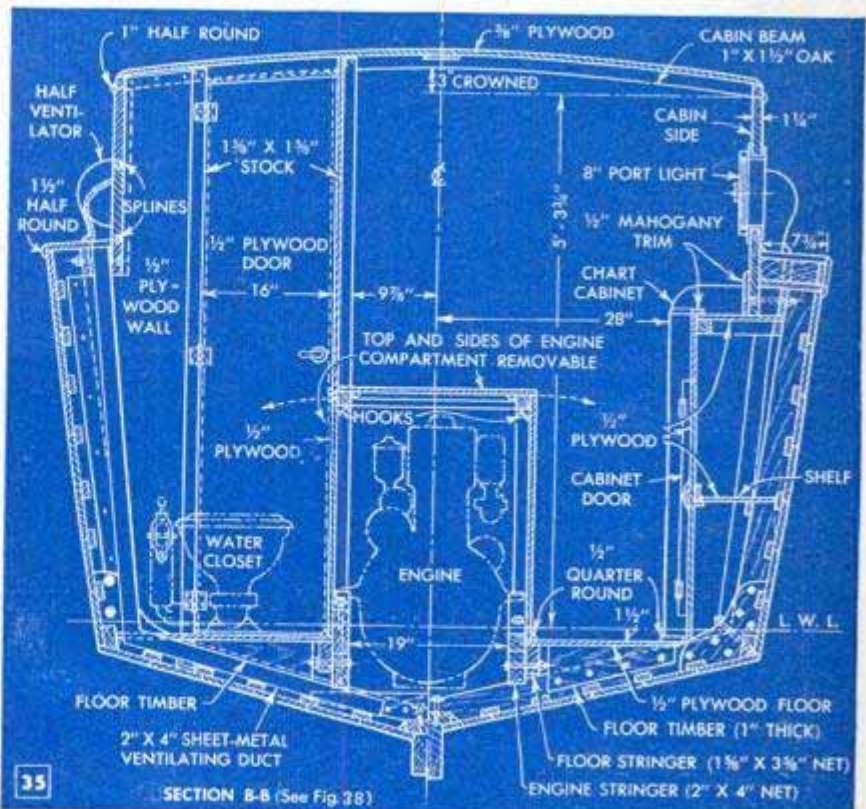 1" HALF ROUND
⅜" PLYWOOD
CABIN BEAM
1" X 1½" OAK
3 CROWNED
HALF
VENTI-
LATOR
1⅝" X 1⅝"
STOCK
CABIN
SIDE
1¼"
8" PORT LIGHT
1½"
HALF
ROUND
SPLINES
½" MAHOGANY
TRIM
5'-3¾"
7⅜"
½"
PLY-
WOOD
WALL
½" PLYWOOD
DOOR
16"
9⅞"
CHART
CABINET
28"
TOP AND SIDES OF ENGINE
COMPARTMENT REMOVABLE
HOOKS
½"
PLYWOOD
½"
PLYWOOD
CABINET
DOOR
SHELF
WATER
CLOSET
ENGINE
½"
QUARTER
ROUND
1½"
L. W. L.
19"
FLOOR TIMBER
½" PLYWOOD FLOOR
FLOOR TIMBER (1" THICK)
2" X 4" SHEET-METAL
VENTILATING DUCT
FLOOR STRINGER (1⅝" X 3⅝" NET)
ENGINE STRINGER (2" X 4" NET)
35
SECTION B-B (See Fig. 38)